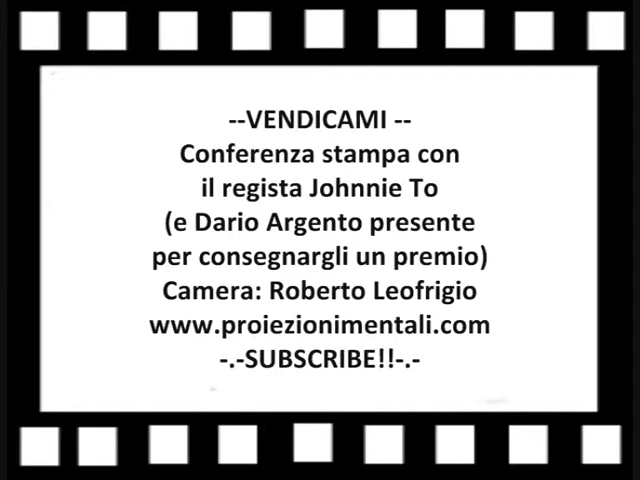 --VENDICAMI --
Conferenza stampa con
il regista Johnnie To
(e Dario Argento presente
per consegnargli un premio)
Camera: Roberto Leofrigio
www.proiezionimentali.com
-.-SUBSCRIBE!!-.-